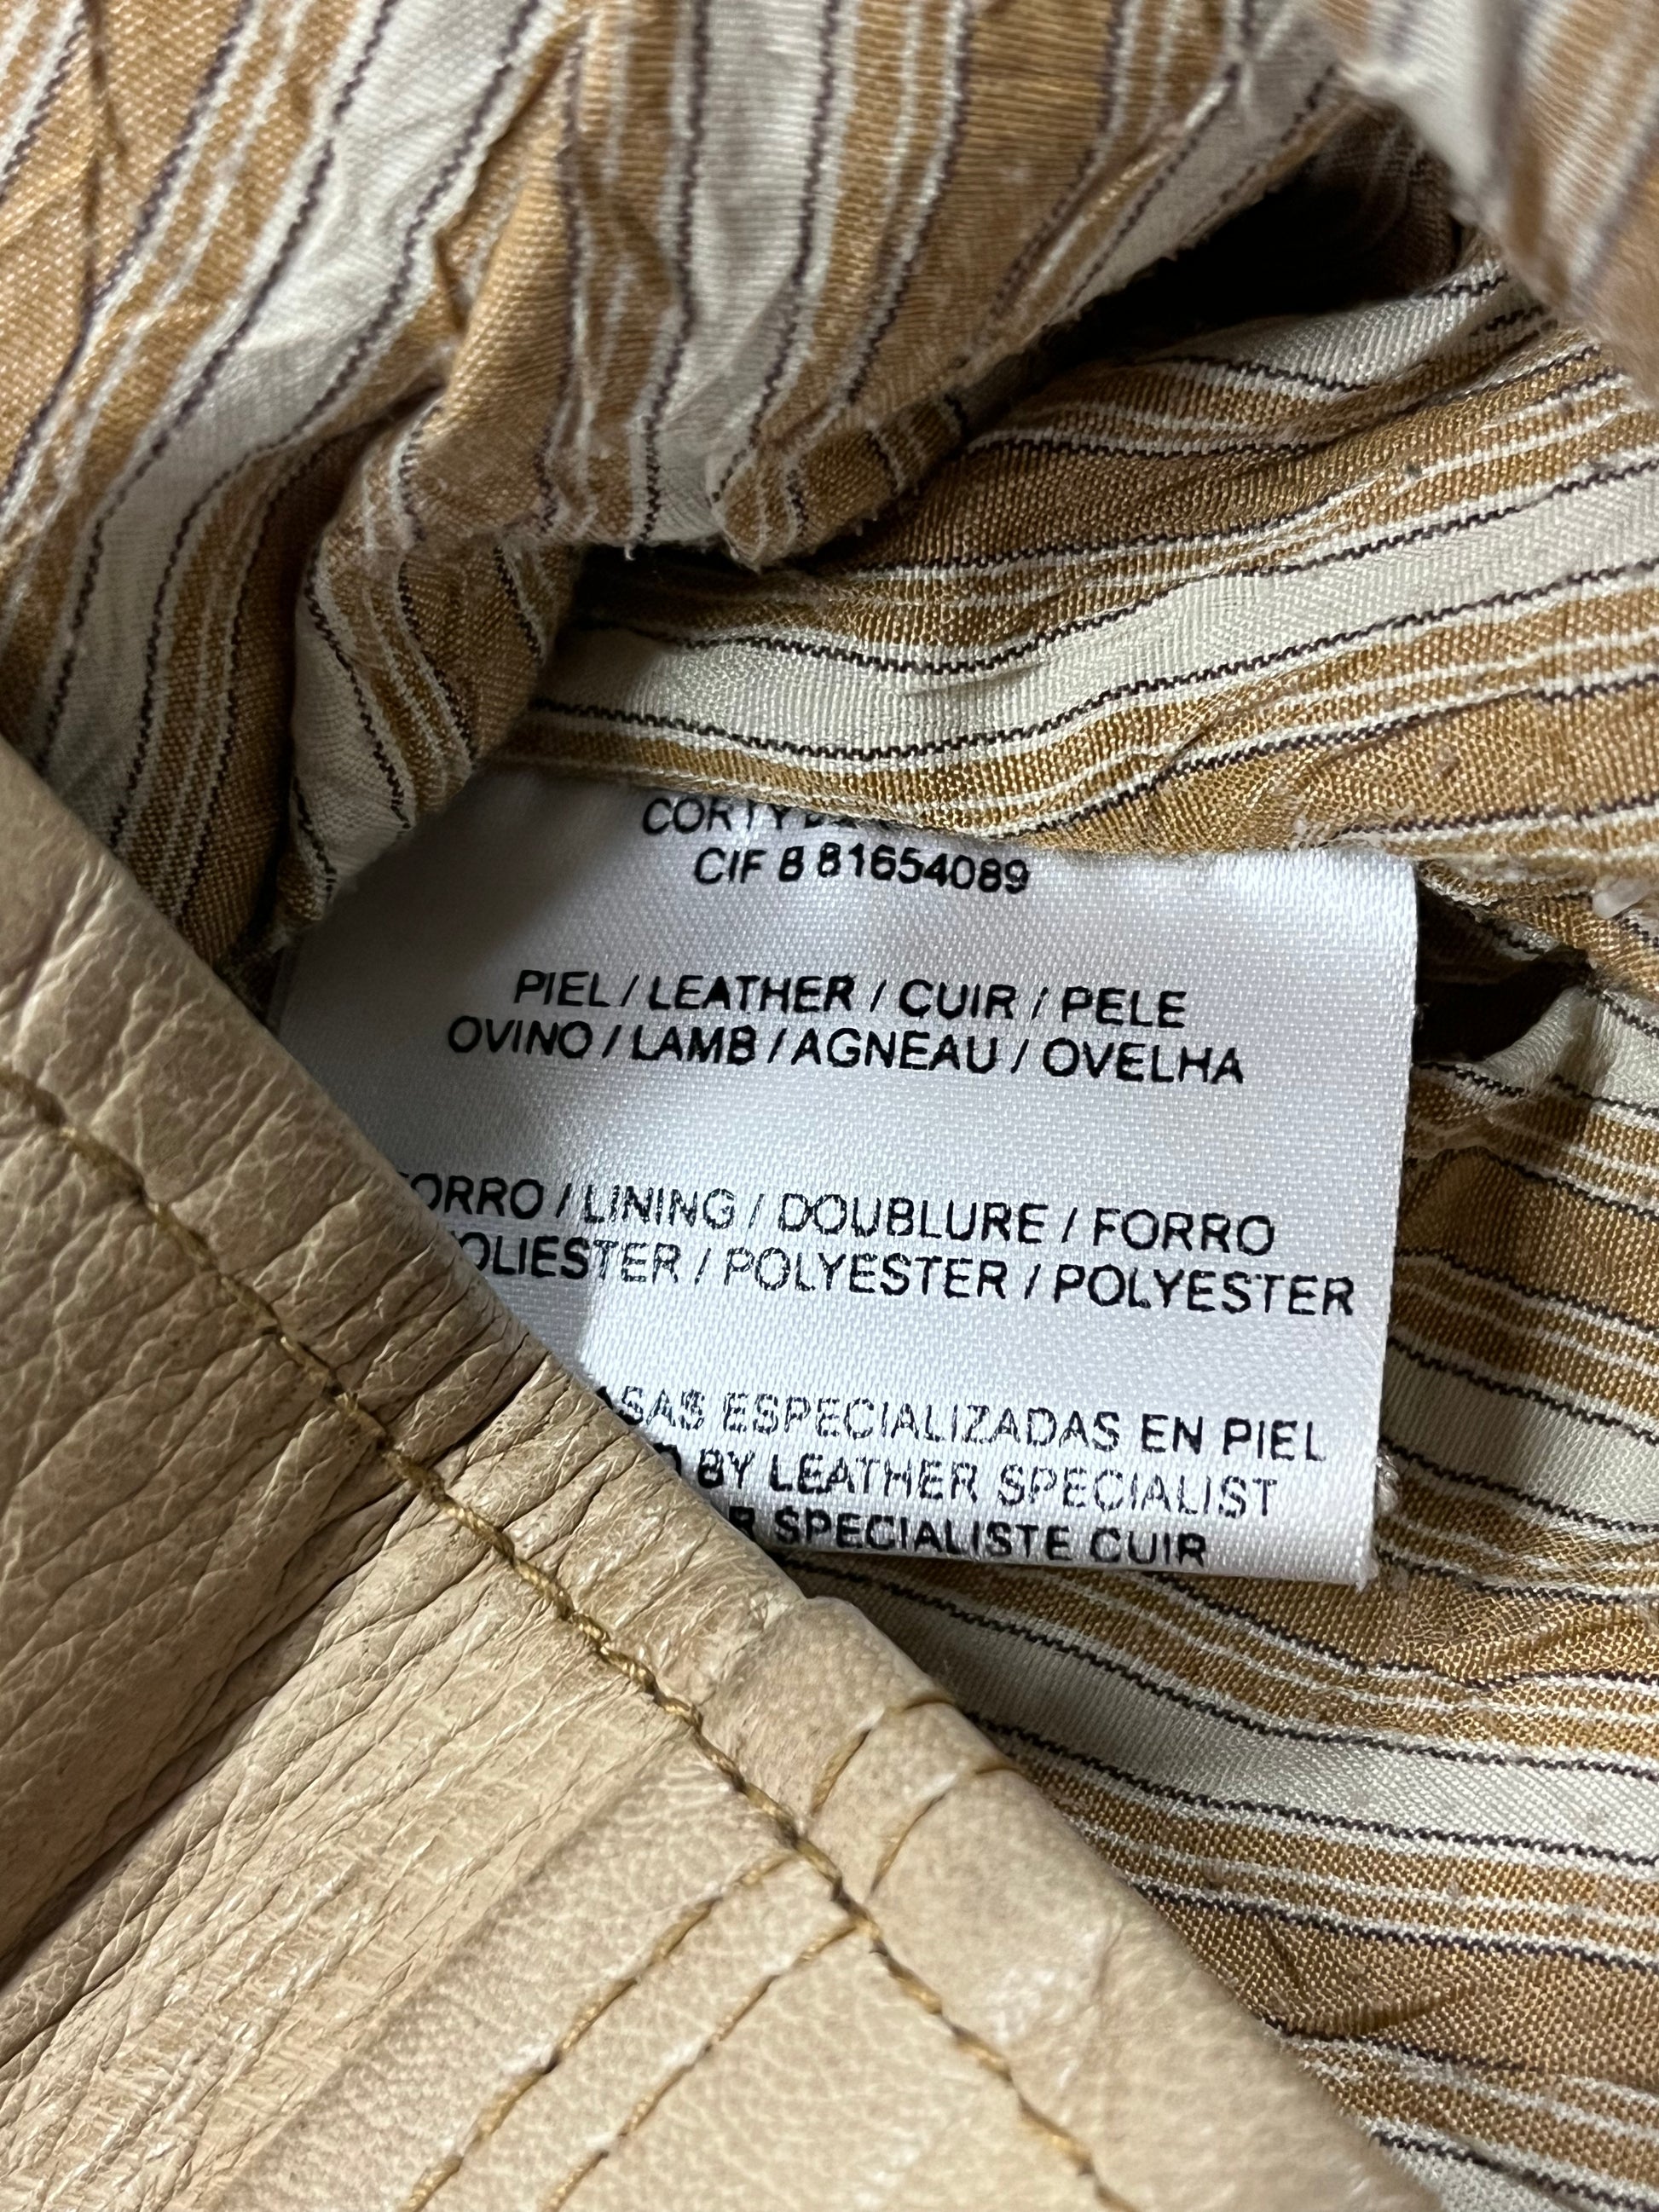 CIF B 81654089
PIEL / LEATHER / CUIR / PELE
OVINO / LAMB / AGNEAU / OVELHA
/ LINING / DOUBLURE / FORRO
/ POLYESTER / POLYESTER
ESPECIALIZADAS EN PIEL
BY LEATHER SPECIALIST
SPECIALISTE CUIR